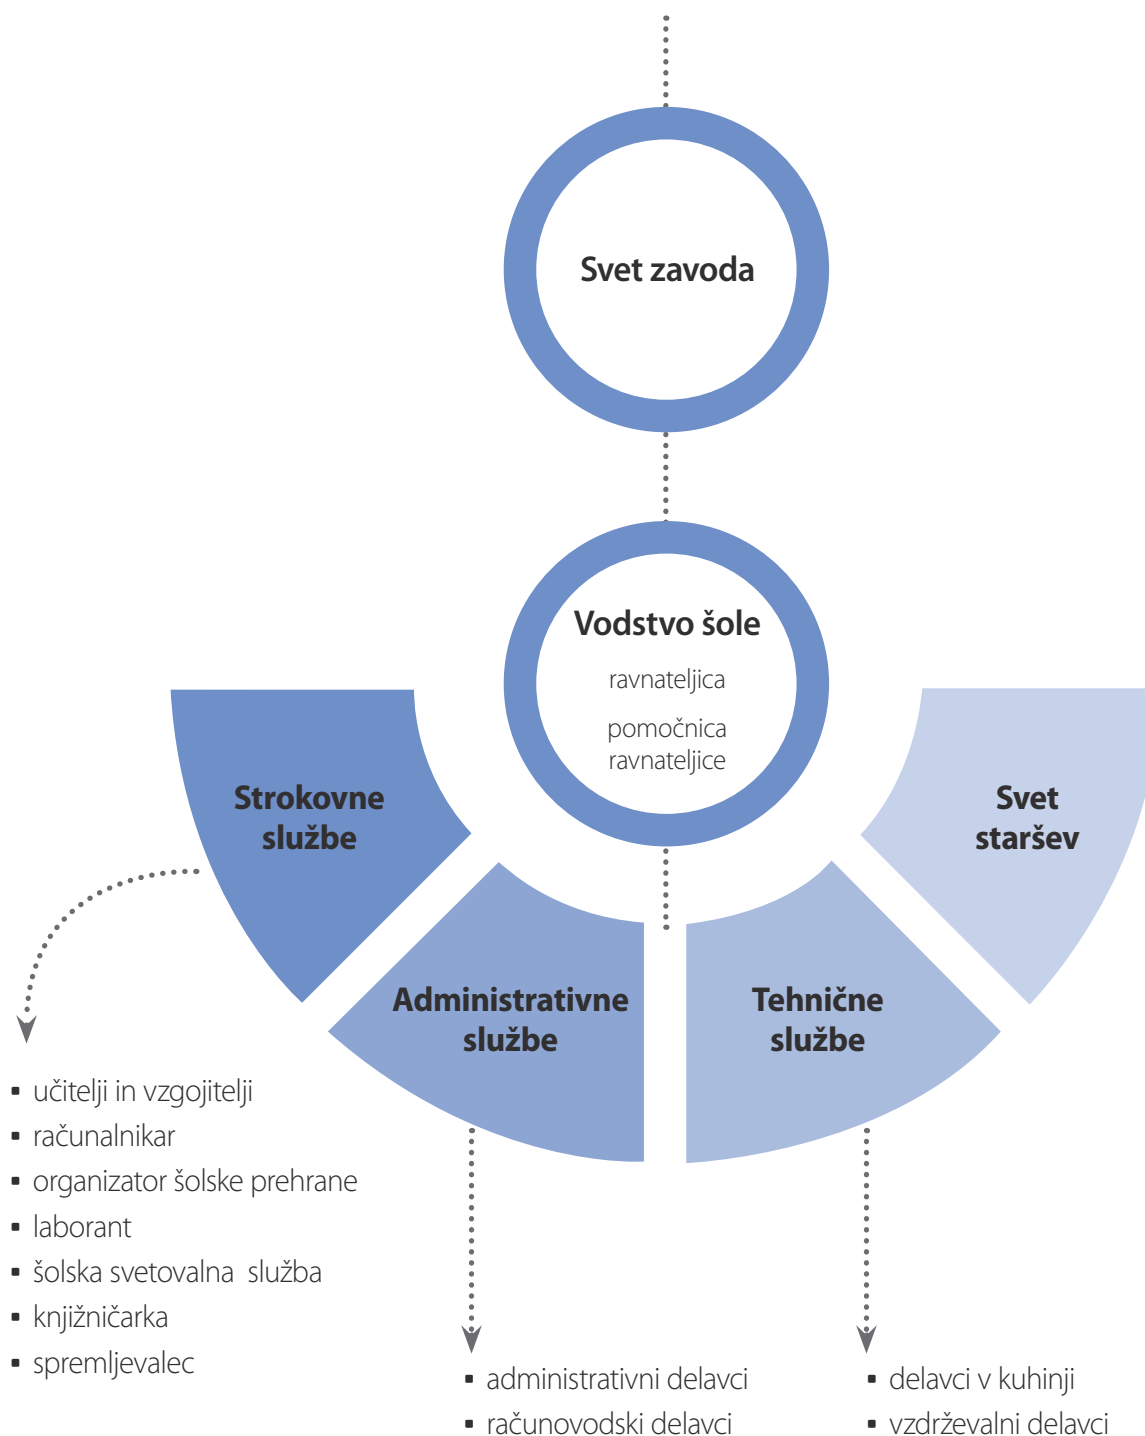 Svet zavoda
Vodstvo šole
ravnateljica
pomočnica
ravnateljice
Strokovne
službe
Svet
staršev
Administrativne
službe
Tehnične
službe
▪ učitelji in vzgojitelji
▪ računalnikar
▪ organizator šolske prehrane
▪ laborant
▪ šolska svetovalna služba
▪ knjižničarka
▪ spremljevalec
▪ administrativni delavci
▪ računovodski delavci
▪ delavci v kuhinji
▪ vzdrževalni delavci